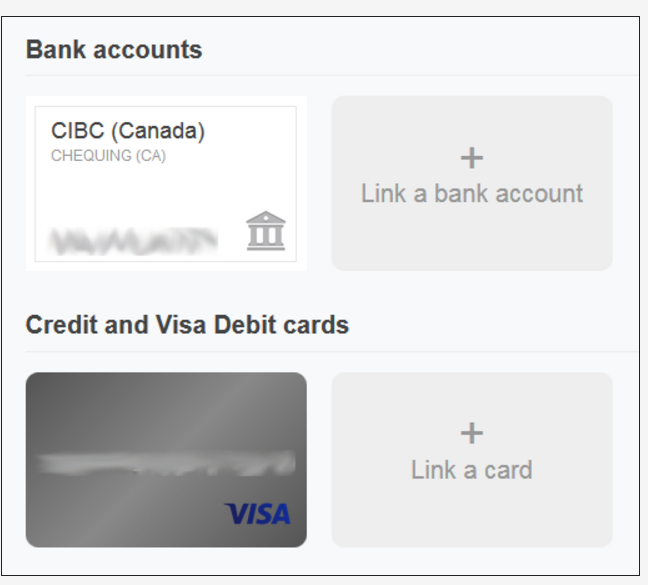 Bank accounts
CIBC (Canada)
CHEQUING (CA)
+
Link a bank account
Credit and Visa Debit cards
VISA
+
Link a card